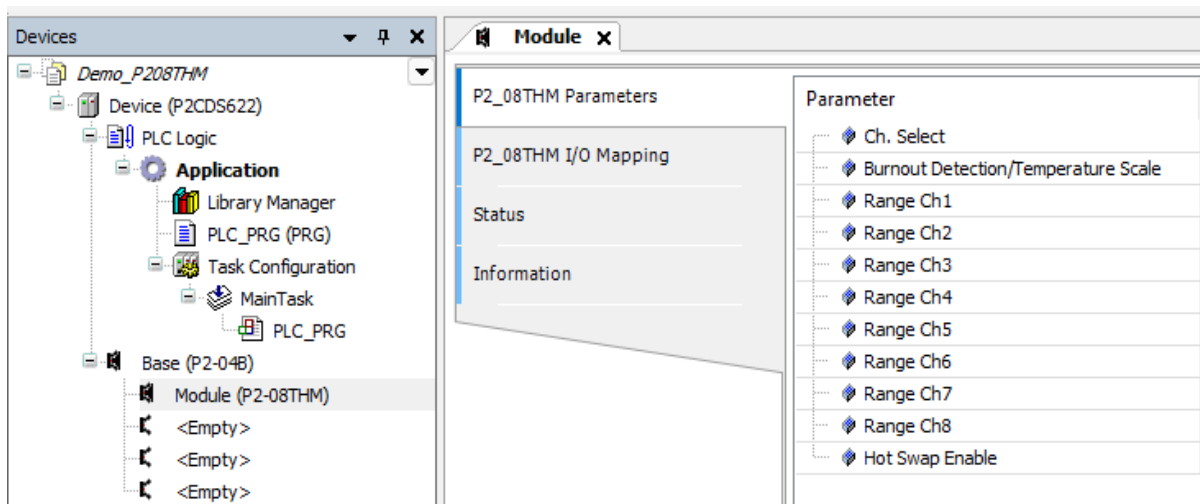 Devices
Demo_P208THM
Device (P2CDS622)
PLC Logic
Application
Library Manager
PLC_PRG (PRG)
Task Configuration
MainTask
PLC_PRG
Base (P2-04B)
Module (P2-08THM)
<Empty>
<Empty>
<Empty>
Module
P2_08THM Parameters
P2_08THM I/O Mapping
Status
Information
Parameter
Ch. Select
Burnout Detection/Temperature Scale
Range Ch1
Range Ch2
Range Ch3
Range Ch4
Range Ch5
Range Ch6
Range Ch7
Range Ch8
Hot Swap Enable